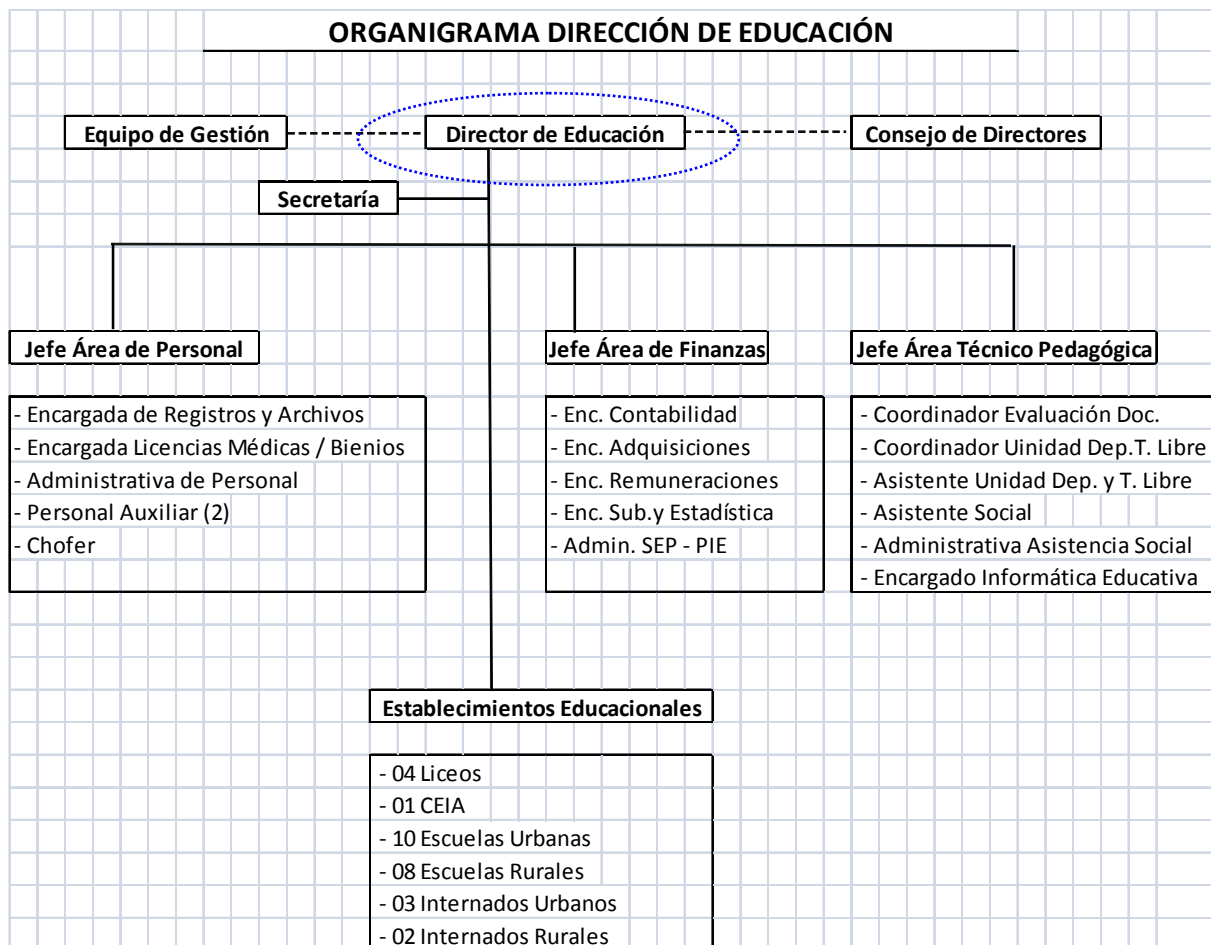 ORGANIGRAMA DIRECCIÓN DE EDUCACIÓN
Equipo de Gestión
Director de Educación
Consejo de Directores
Secretaría
Jefe Área de Personal
- Encargada de Registros y Archivos
- Encargada Licencias Médicas / Bienios
- Administrativa de Personal
- Personal Auxiliar (2)
- Chofer
Jefe Área de Finanzas
- Enc. Contabilidad
- Enc. Adquisiciones
- Enc. Remuneraciones
- Enc. Sub.y Estadística
- Admin. SEP - PIE
Jefe Área Técnico Pedagógica
- Coordinador Evaluación Doc.
- Coordinador Uinidad Dep.T. Libre
- Asistente Unidad Dep. y T. Libre
- Asistente Social
- Administrativa Asistencia Social
- Encargado Informática Educativa
Establecimientos Educacionales
- 04 Liceos
- 01 CEIA
- 10 Escuelas Urbanas
- 08 Escuelas Rurales
- 03 Internados Urbanos
- 02 Internados Rurales